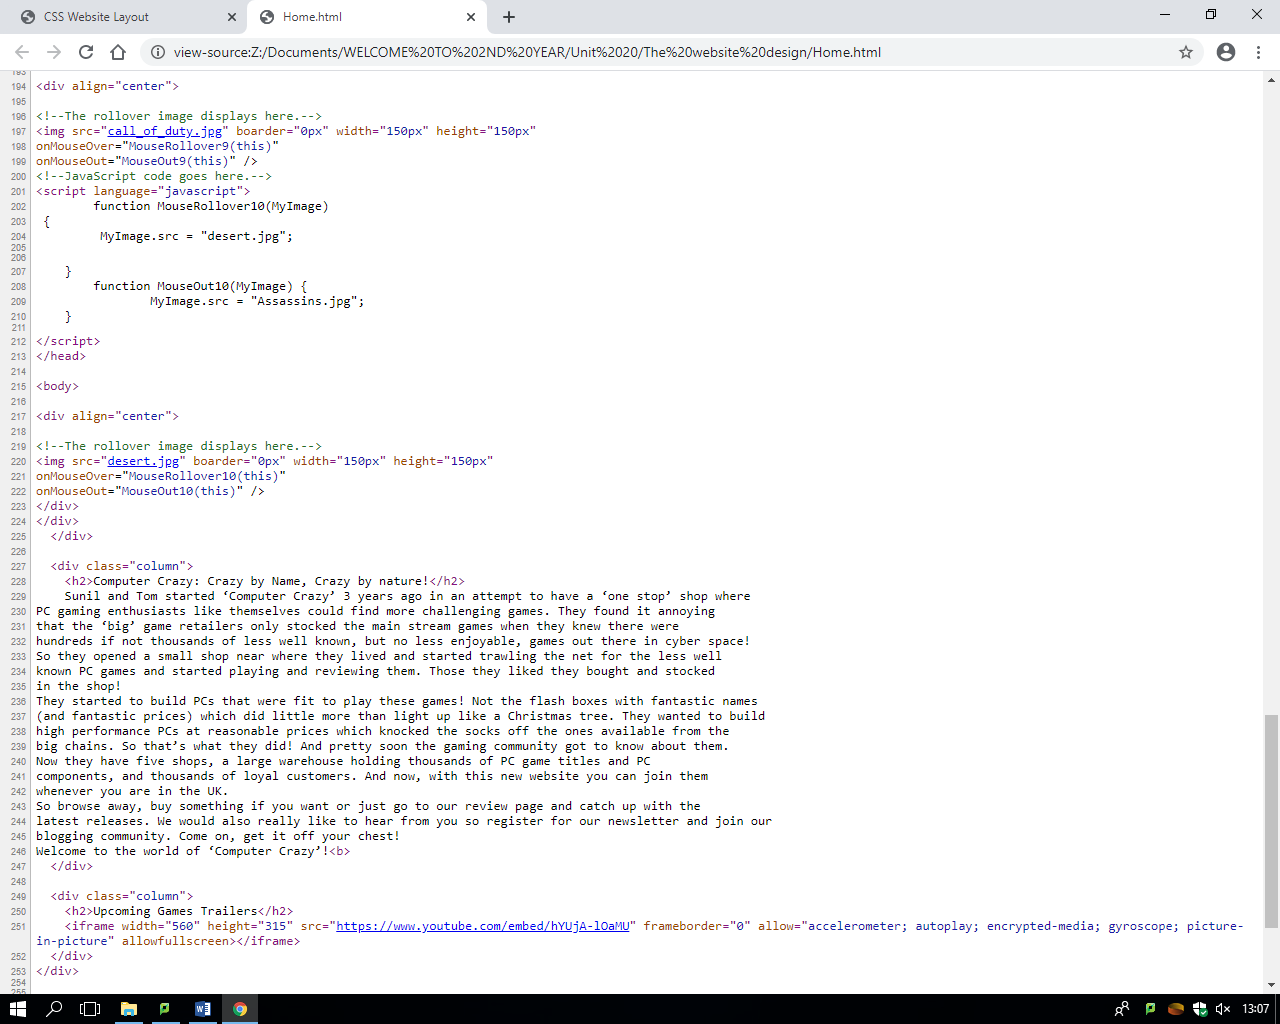 CSS Website Layout
Home.html
view-source:Z:/Documents/WELCOME%20TO%202ND%20YEAR/Unit%2020/The%20website%20design/Home.html
193
194 <div align="center">
195
196 <!--The rollover image displays here.-->
197 <img src="call_of_duty.jpg" boarder="0px" width="150px" height="150px"
198 onMouseOver="MouseRollover9(this)"
199 onMouseOut="MouseOut9(this)" />
200 <!--JavaScript code goes here.-->
201 <script language="javascript">
202 function MouseRollover10(MyImage)
203 {
204 MyImage.src = "desert.jpg";
205
206
207 }
208 function MouseOut10(MyImage) {
209 MyImage.src = "Assassins.jpg";
210 }
211
212 </script>
213 </head>
214
215 <body>
216
217 <div align="center">
218
219 <!--The rollover image displays here.-->
220 <img src="desert.jpg" boarder="0px" width="150px" height="150px"
221 onMouseOver="MouseRollover10(this)"
222 onMouseOut="MouseOut10(this)" />
223 </div>
224 </div>
225 </div>
226
227 <div class="column">
228 <h2>Computer Crazy: Crazy by Name, Crazy by nature!</h2>
229 Sunil and Tom started ‘Computer Crazy’ 3 years ago in an attempt to have a ‘one stop’ shop where
230 PC gaming enthusiasts like themselves could find more challenging games. They found it annoying
231 that the ‘big’ game retailers only stocked the main stream games when they knew there were
232 hundreds if not thousands of less well known, but no less enjoyable, games out there in cyber space!
233 So they opened a small shop near where they lived and started trawling the net for the less well
234 known PC games and started playing and reviewing them. Those they liked they bought and stocked
235 in the shop!
236 They started to build PCs that were fit to play these games! Not the flash boxes with fantastic names
237 (and fantastic prices) which did little more than light up like a Christmas tree. They wanted to build
238 high performance PCs at reasonable prices which knocked the socks off the ones available from the
239 big chains. So that’s what they did! And pretty soon the gaming community got to know about them.
240 Now they have five shops, a large warehouse holding thousands of PC game titles and PC
241 components, and thousands of loyal customers. And now, with this new website you can join them
242 whenever you are in the UK.
243 So browse away, buy something if you want or just go to our review page and catch up with the
244 latest releases. We would also really like to hear from you so register for our newsletter and join our
245 blogging community. Come on, get it off your chest!
246 Welcome to the world of ‘Computer Crazy’!<b>
247 </div>
248
249 <div class="column">
250 <h2>Upcoming Games Trailers</h2>
251 <iframe width="560" height="315" src="https://www.youtube.com/embed/hYUjA-lOaMU" frameborder="0" allow="accelerometer; autoplay; encrypted-media; gyroscope; picture-
in-picture" allowfullscreen></iframe>
252 </div>
253 </div>
254
255
13:07